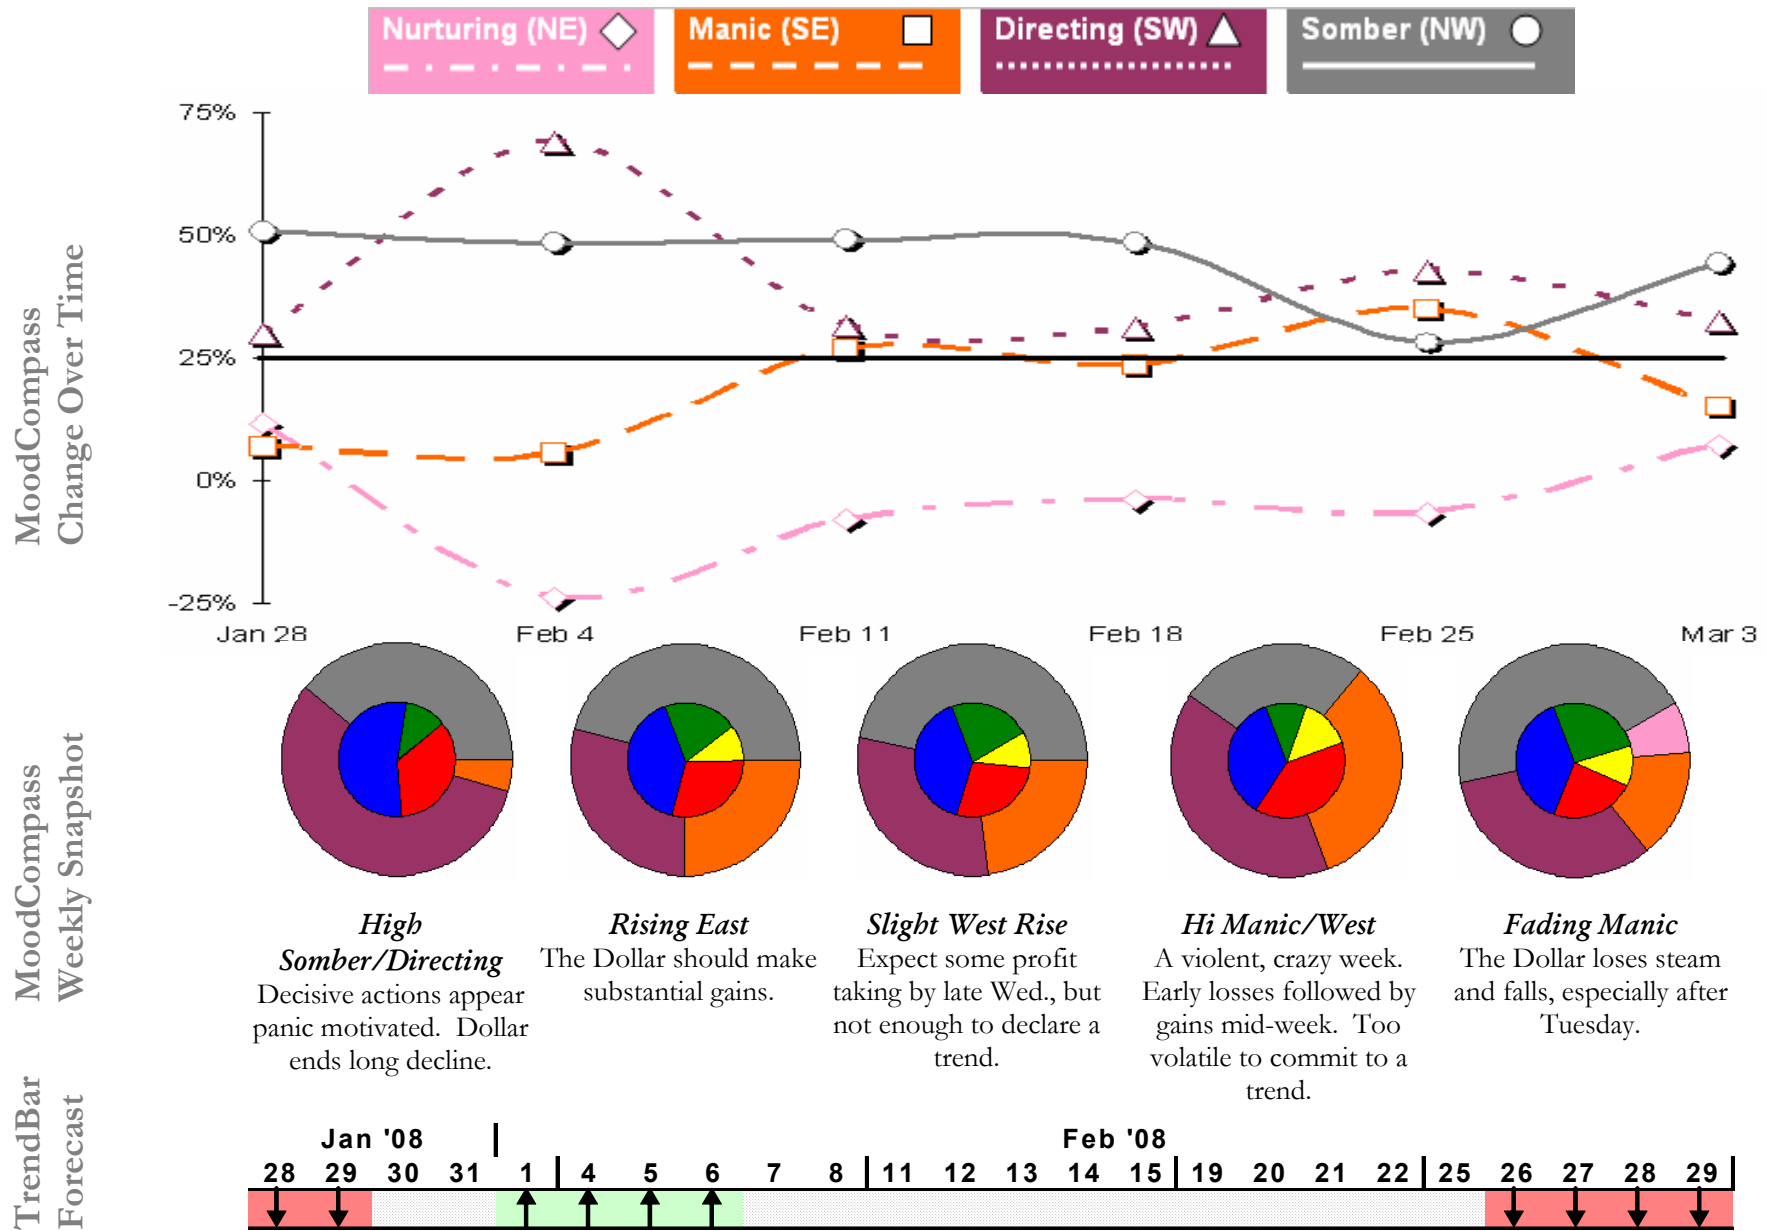 Nurturing (NE) Manic (SE) Directing (SW) Somber (NW)
75%
50%
25%
0%
-25%
Jan 28 Feb 4 Feb 11 Feb 18 Feb 25 Mar 3
MoodCompass
Change Over Time
MoodCompass
Weekly Snapshot
High
Somber/Directing
Decisive actions appear
panic motivated. Dollar
ends long decline.
Rising East
The Dollar should make
substantial gains.
Slight West Rise
Expect some profit
taking by late Wed., but
not enough to declare a
trend.
Hi Manic/West
A violent, crazy week.
Early losses followed by
gains mid-week. Too
volatile to commit to a
trend.
Fading Manic
The Dollar loses steam
and falls, especially after
Tuesday.
TrendBar
Forecast
Jan '08 Feb '08
28 29 30 31 1 4 5 6 7 8 11 12 13 14 15 19 20 21 22 25 26 27 28 29